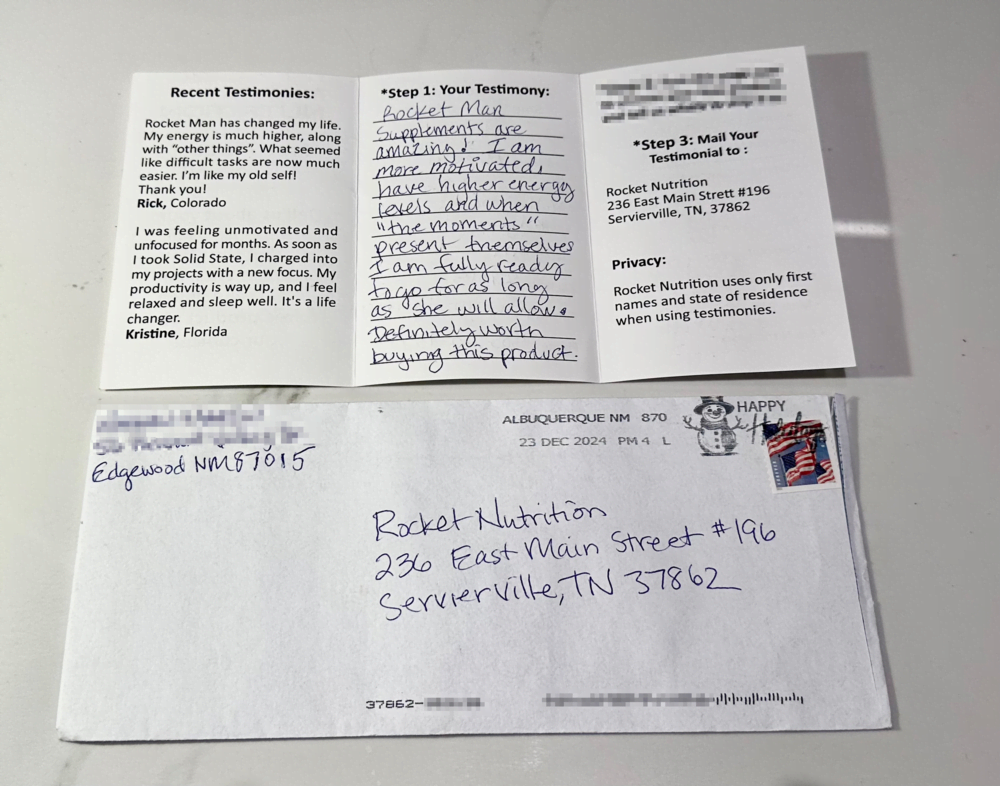 Recent Testimonies:
Rocket Man has changed my life.
My energy is much higher, along
with “other things”. What seemed
like difficult tasks are now much
easier. I’m like my old self!
Thank you!
Rick, Colorado
I was feeling unmotivated and
unfocused for months. As soon as
I took Solid State, I charged into
my projects with a new focus. My
productivity is way up, and I feel
relaxed and sleep well. It's a life
changer.
Kristine, Florida
*Step 1: Your Testimony:
Rocket Man
Supplements are
amazing! I am
more motivated,
have higher energy
levels and when
"the moments"
present themselves
I am fully ready
to go for as long
as she will allow.
Definitely worth
buying this product.
*Step 3: Mail Your
Testimonial to :
Rocket Nutrition
236 East Main Strett #196
Servierville, TN, 37862
Privacy:
Rocket Nutrition uses only first
names and state of residence
when using testimonies.
Edgewood NM 87015
ALBUQUERQUE NM 870
23 DEC 2024 PM 4 L
HAPPY
Rocket Nutrition
236 East Main Street #196
Servierville, TN 37862
37862-